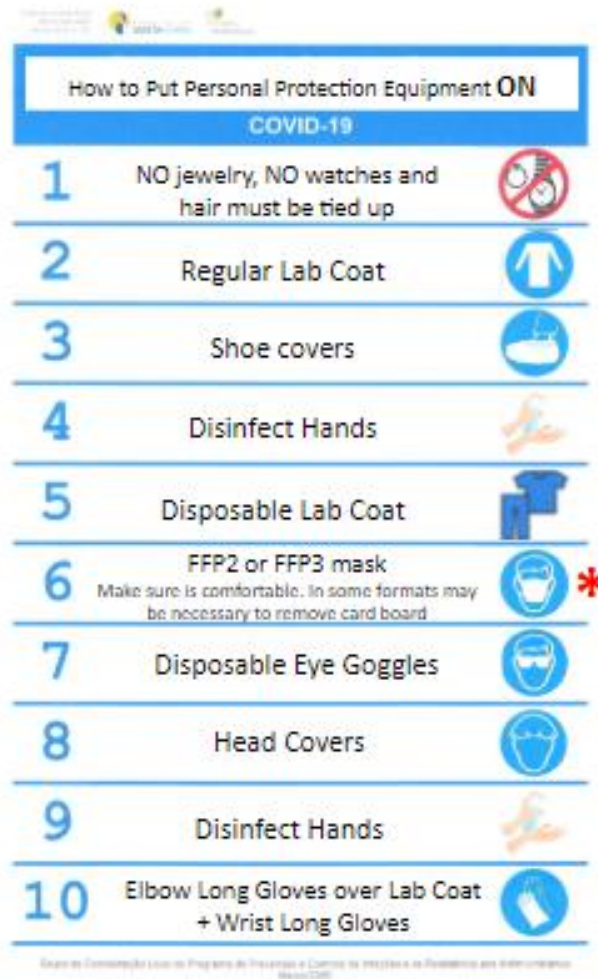 How to Put Personal Protection Equipment ON
COVID-19
1
NO jewelry, NO watches and
hair must be tied up
2
Regular Lab Coat
3
Shoe covers
4
Disinfect Hands
5
Disposable Lab Coat
6
FFP2 or FFP3 mask
Make sure is comfortable. In some formats may
be necessary to remove card board
*
7
Disposable Eye Goggles
8
Head Covers
9
Disinfect Hands
10
Elbow Long Gloves over Lab Coat
+ Wrist Long Gloves